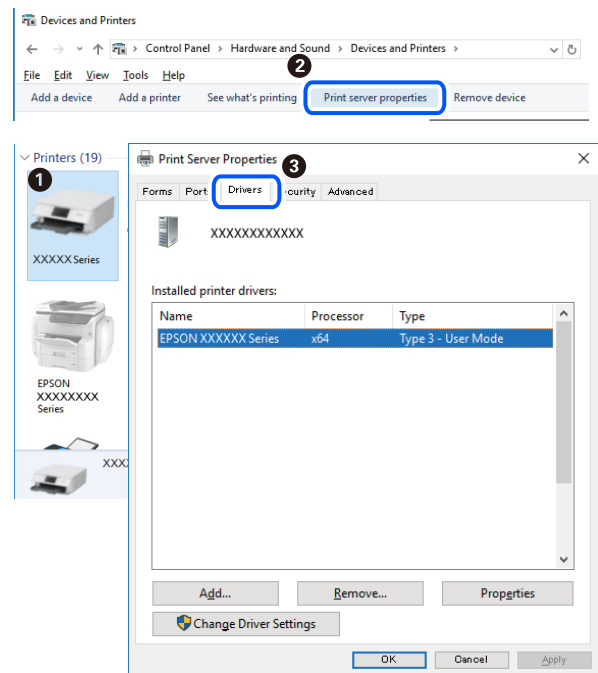 Devices and Printers
Control Panel > Hardware and Sound > Devices and Printers >
2
File Edit View Tools Help
Add a device Add a printer See what's printing Print server properties Remove device
Printers (19)
1
XXXXX Series
EPSON
XXXXXXXX
Series
XXX
Print Server Properties
3
Forms Port Drivers curity Advanced
XXXXXXXXXXXX
Installed printer drivers:
Name Processor Type
EPSON XXXXXX Series x64 Type 3 - User Mode
Add... Remove... Properties
Change Driver Settings
OK Cancel Apply